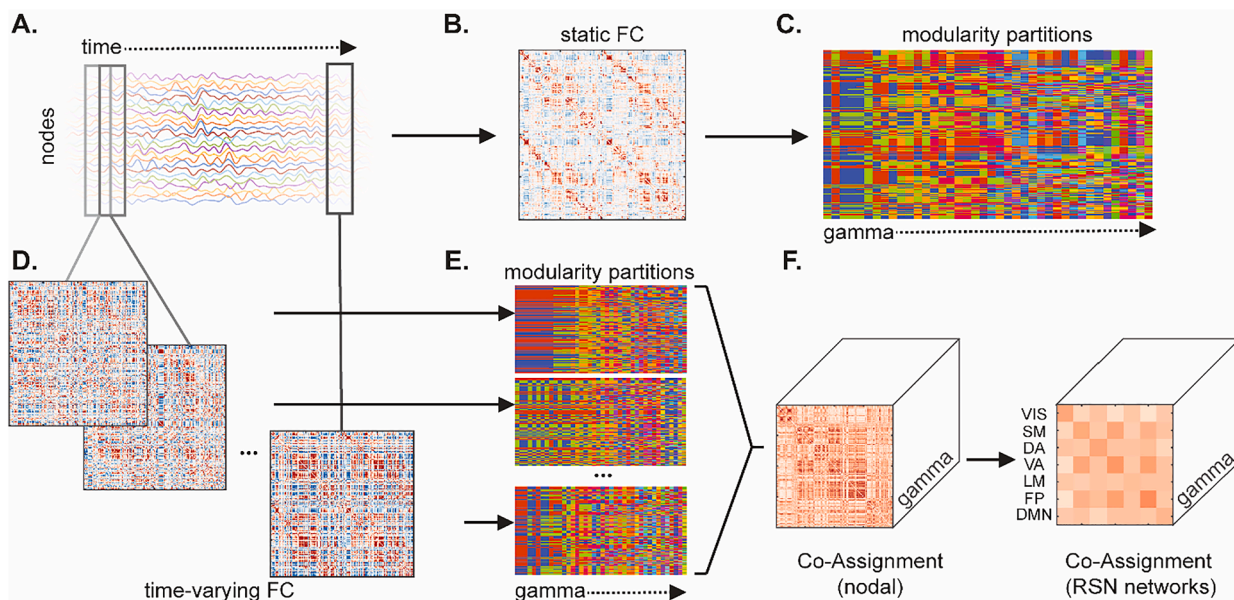 A.
time
nodes
B.
static FC
C.
modularity partitions
gamma
D.
...
time-varying FC
E.
modularity partitions
...
gamma
F.
gamma
Co-Assignment
(nodal)
VIS
SM
DA
VA
LM
FP
DMN
gamma
Co-Assignment
(RSN networks)